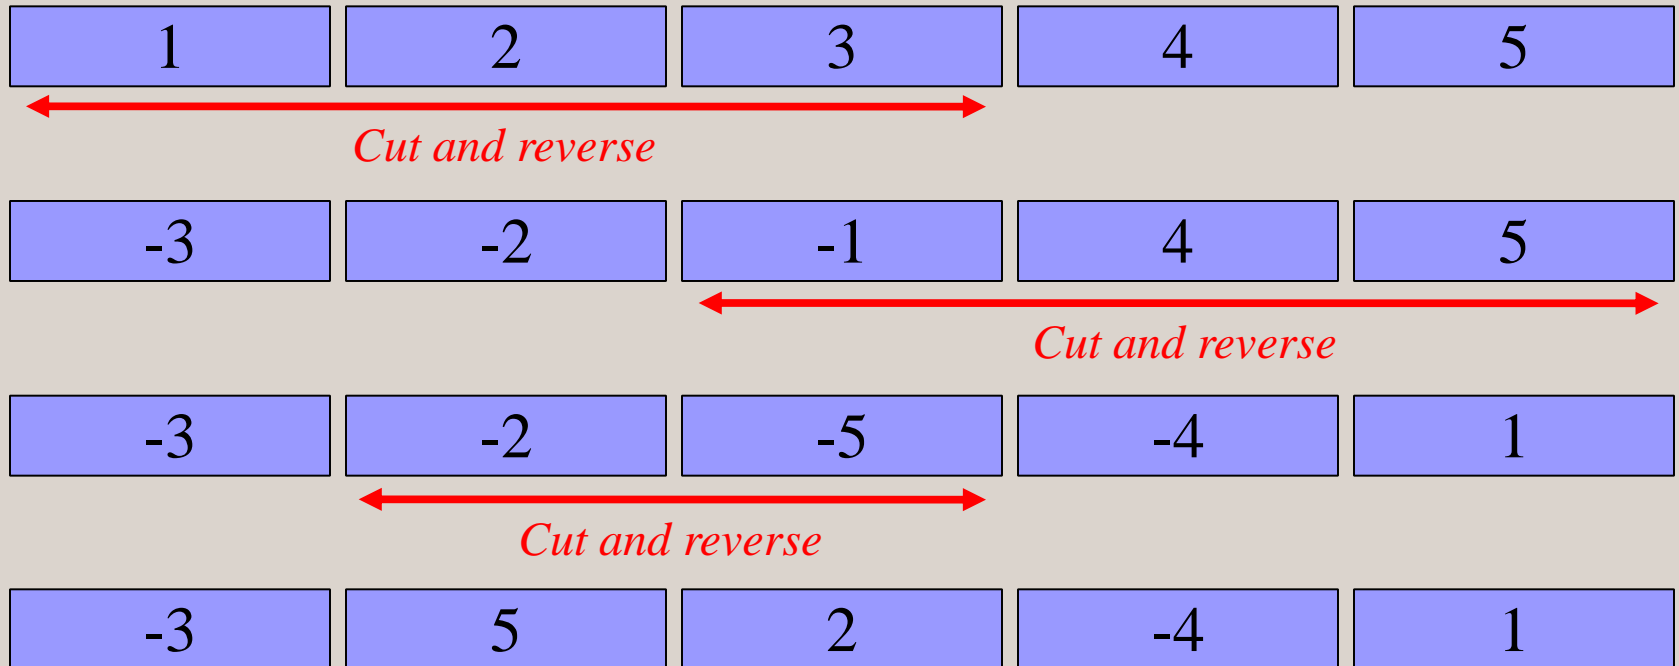 1 2 3 4 5
Cut and reverse
-3 -2 -1 4 5
Cut and reverse
-3 -2 -5 -4 1
Cut and reverse
-3 5 2 -4 1